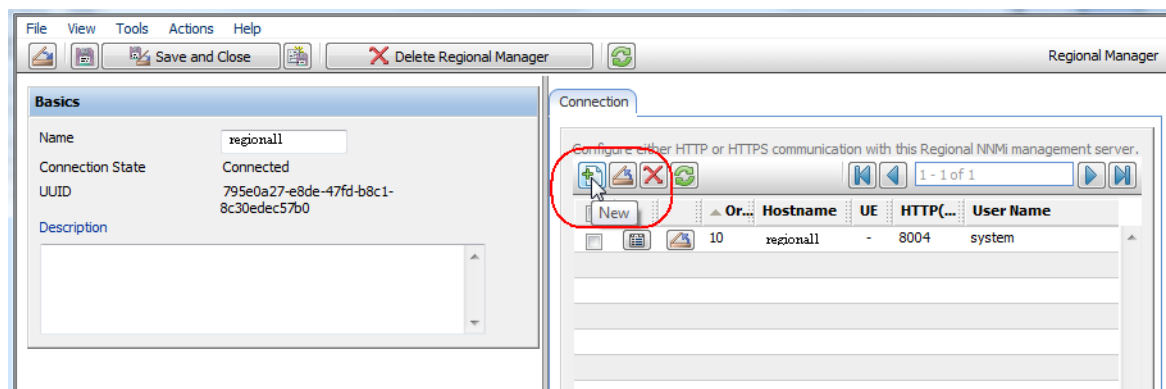 File View Tools Actions Help
Save and Close Delete Regional Manager Regional Manager
Basics
Name regionall
Connection State Connected
UUID 795e0a27-e8de-47fd-b8c1-
8c30edec57b0
Description
Connection
Configure either HTTP or HTTPS communication with this Regional NNMi management server.
1 - 1 of 1
New
Or... Hostname UE HTTP(... User Name
10 regionall - 8004 system